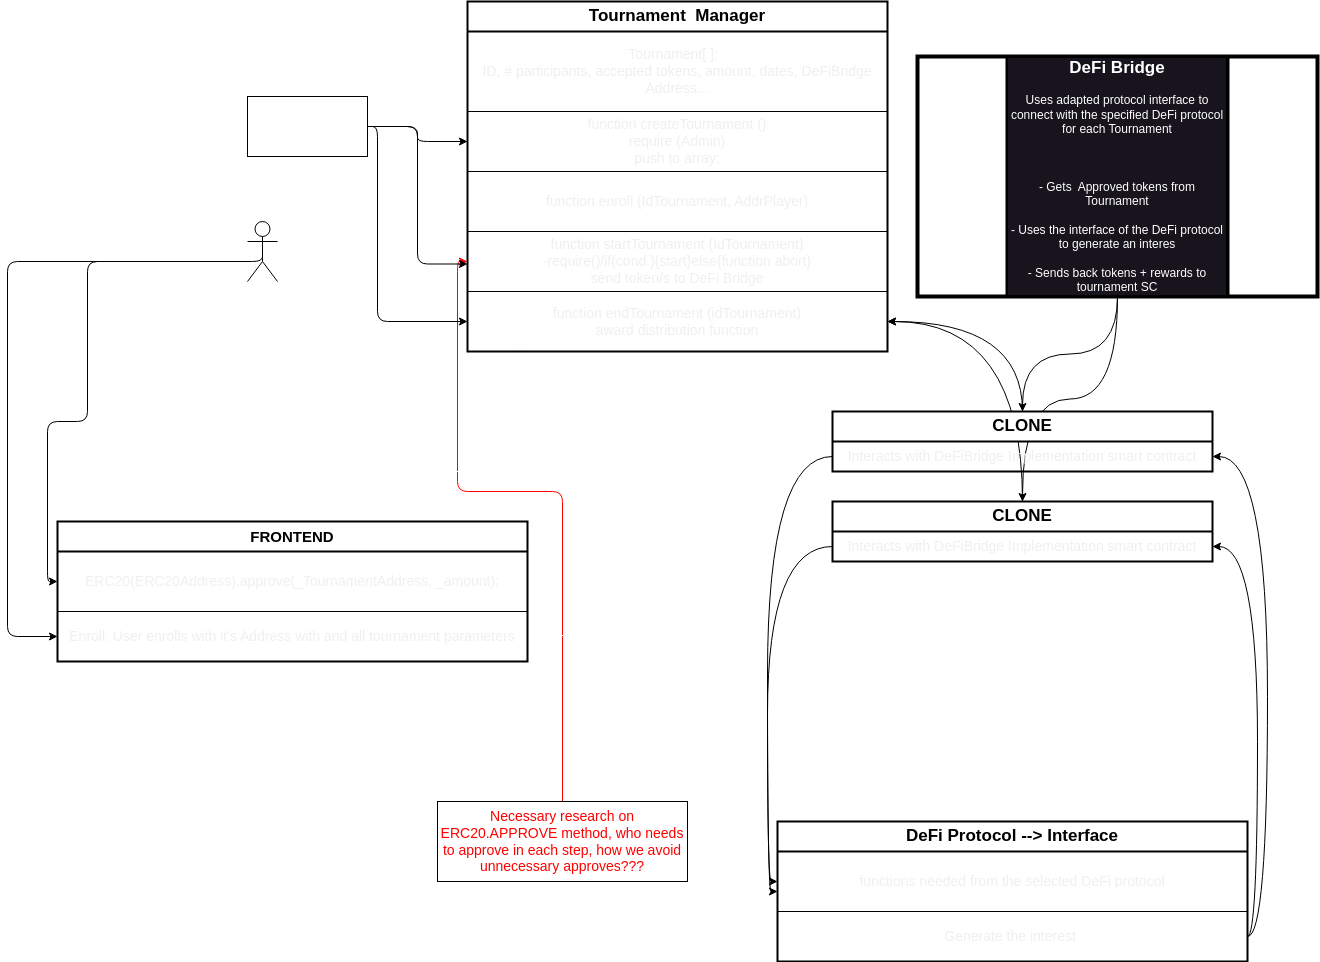 Tournament  Manager
Tournament[ ];
ID, # participants, accepted tokens, amount, dates, DeFiBridge
Address...
function createTournament ()
require (Admin)
push to array;
function enroll (IdTournament, AddrPlayer)
function startTournament (IdTournament)
-require()/if(cond.){start}else{function abort}
send token/s to DeFi Bridge
function endTournament (idTournament)
award distribution function
DeFi Bridge
Uses adapted protocol interface to
connect with the specified DeFi protocol
for each Tournament
- Gets  Approved tokens from
Tournament
- Uses the interface of the DeFi protocol
to generate an interes
- Sends back tokens + rewards to
tournament SC
CLONE
Interacts with DeFiBridge Implementation smart contract
CLONE
Interacts with DeFiBridge Implementation smart contract
FRONTEND
ERC20(ERC20Address).approve(_TournamentAddress, _amount);
Enroll. User enrolls with it's Address with and all tournament parameters
Necessary research on
ERC20.APPROVE method, who needs
to approve in each step, how we avoid
unnecessary approves???
DeFi Protocol --> Interface
functions needed from the selected DeFi protocol
Generate the interest